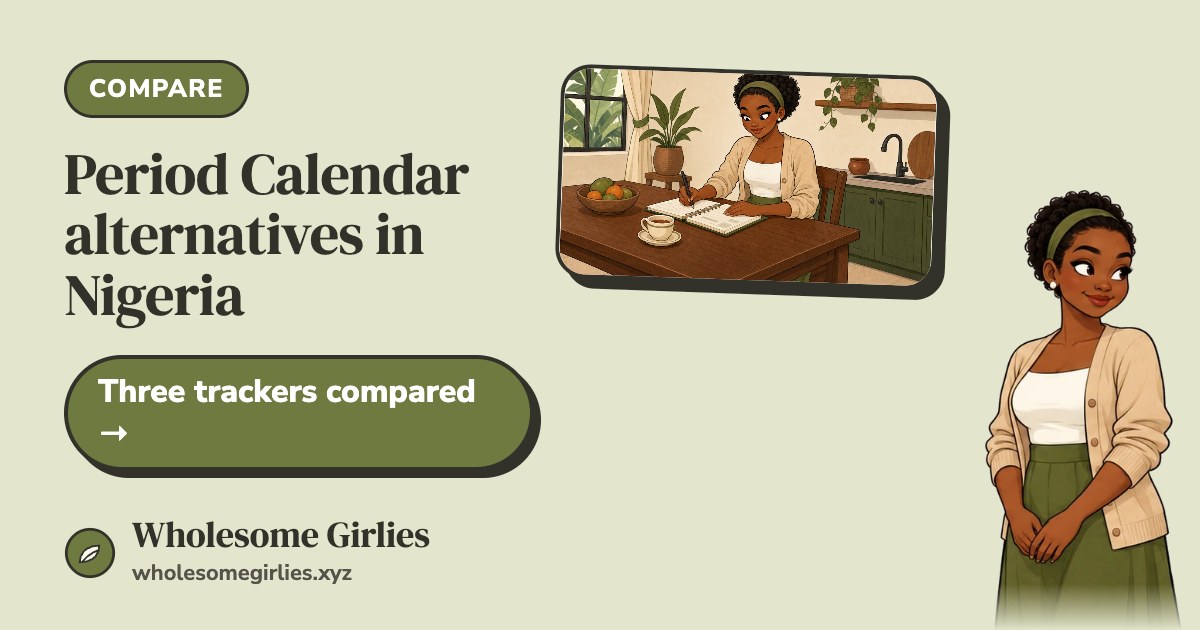 COMPARE
Period Calendar
alternatives in
Nigeria
Three trackers compared
→
Wholesome Girlies
wholesomegirlies.xyz